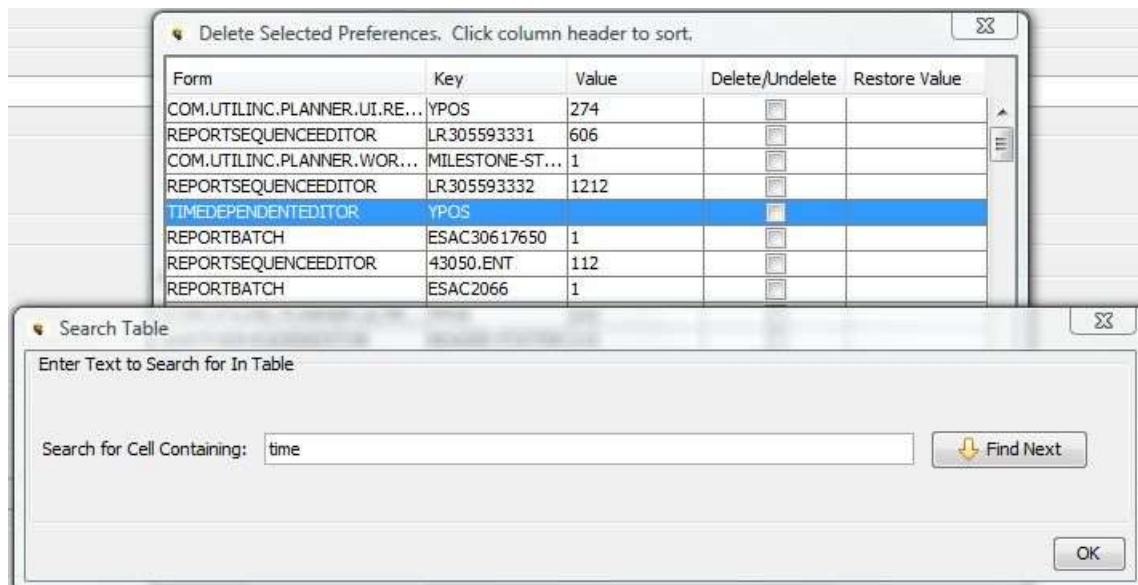 Delete Selected Preferences. Click column header to sort.
Form Key Value Delete/Undelete Restore Value
COM.UTILINC.PLANNER.UI.RE... YPOS 274
REPORTSEQUENCEEDITOR LR305593331 606
COM.UTILINC.PLANNER.WOR... MILESTONE-ST... 1
REPORTSEQUENCEEDITOR LR305593332 1212
TIMEDEPENDENTEDITOR YPOS
REPORTBATCH ESAC30617650 1
REPORTSEQUENCEEDITOR 43050.ENT 112
REPORTBATCH ESAC2066 1
Search Table
Enter Text to Search for In Table
Search for Cell Containing: time Find Next
OK